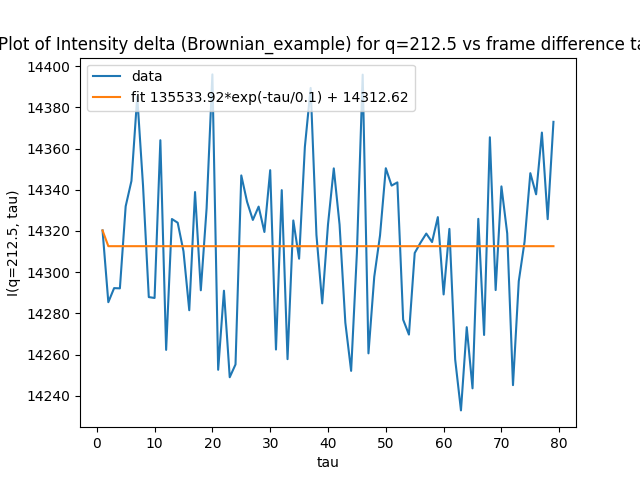 Plot of Intensity delta (Brownian_example) for q=212.5 vs frame difference ta
data
fit 135533.92*exp(-tau/0.1) + 14312.62
I(q=212.5, tau)
14400
14380
14360
14340
14320
14300
14280
14260
14240
0 10 20 30 40 50 60 70 80
tau